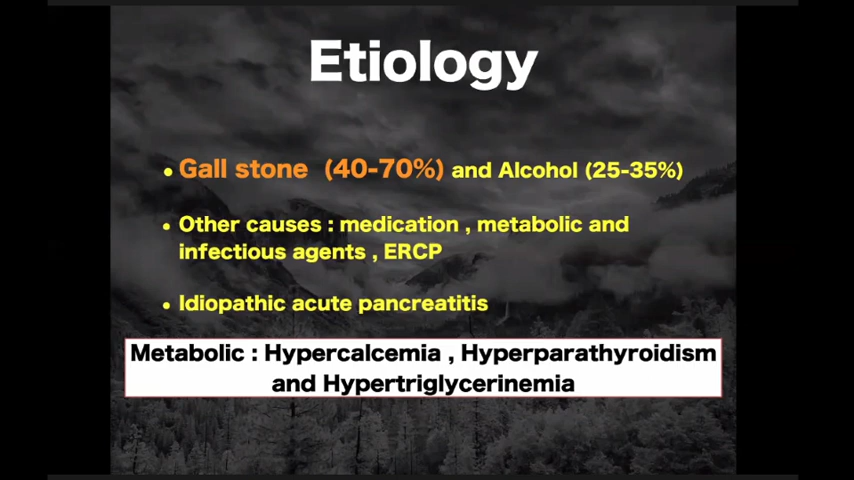 Etiology
• Gall stone (40-70%) and Alcohol (25-35%)
• Other causes : medication , metabolic and
infectious agents , ERCP
• Idiopathic acute pancreatitis
Metabolic : Hypercalcemia , Hyperparathyroidism
and Hypertriglycerinemia